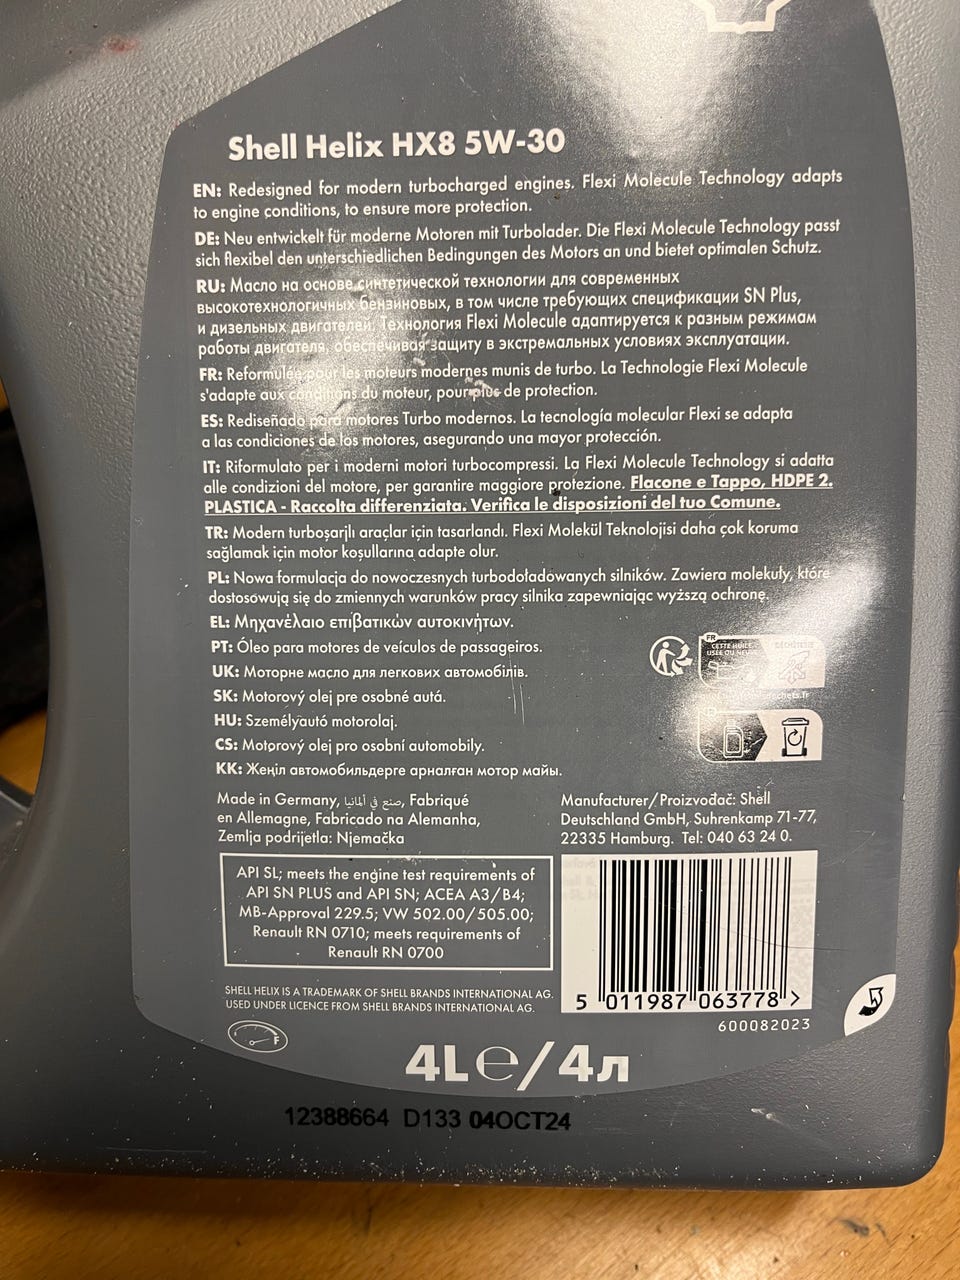 Shell Helix HX8 5W-30
EN: Redesigned for modern turbocharged engines. Flexi Molecule Technology adapts
to engine conditions, to ensure more protection.
DE: Neu entwickelt für moderne Motoren mit Turbolader. Die Flexi Molecule Technology passt
sich flexibel den unterschiedlichen Bedingungen des Motors an und bietet optimalen Schutz.
RU: Масло на основе синтетической технологии для современных
высокотехнологичных бензиновых, в том числе требующих спецификации SN Plus,
и дизельных двигателей. Технология Flexi Molecule адаптируется к разным режимам
работы двигателя, обеспечивая защиту в экстремальных условиях эксплуатации.
FR: Reformulée pour les moteurs modernes munis de turbo. La Technologie Flexi Molecule
s'adapte aux conditions du moteur, pour plus de protection.
ES: Rediseñado para motores Turbo modernos. La tecnología molecular Flexi se adapta
a las condiciones de los motores, asegurando una mayor protección.
IT: Riformulato per i moderni motori turbocompressi. La Flexi Molecule Technology si adatta
alle condizioni del motore, per garantire maggiore protezione. Flacone e Tappo, HDPE 2.
PLASTICA - Raccolta differenziata. Verifica le disposizioni del tuo Comune.
TR: Modern turboşarjlı araçlar için tasarlandı. Flexi Molekül Teknolojisi daha çok koruma
sağlamak için motor koşullarına adapte olur.
PL: Nowa formulacja do nowoczesnych turbodoładowanych silników. Zawiera molekuły, które
dostosowują się do zmiennych warunków pracy silnika zapewniając wyższą ochronę.
EL: Μηχανέλαιο επιβατικών αυτοκινήτων.
PT: Óleo para motores de veículos de passageiros.
UK: Моторне масло для легкових автомобілів.
SK: Motorový olej pre osobné autá.
HU: Személyautó motorolaj.
CS: Motorový olej pro osobní automobily.
KK: Жеңіл автомобильдерге арналған мотор майы.
FR
CETTE HUILE
USÉE OU NEUVE
DÉCHÈTERIE
Made in Germany, صنع في ألمانيا, Fabriqué
en Allemagne, Fabricado na Alemanha,
Zemlja podrijetla: Njemačka
Manufacturer/Proizvođač: Shell
Deutschland GmbH, Suhrenkamp 71-77,
22335 Hamburg. Tel: 040 63 24 0.
API SL; meets the engine test requirements of
API SN PLUS and API SN; ACEA A3/B4;
MB-Approval 229.5; VW 502.00/505.00;
Renault RN 0710; meets requirements of
Renault RN 0700
5 011987 063778 >
600082023
SHELL HELIX IS A TRADEMARK OF SHELL BRANDS INTERNATIONAL AG.
USED UNDER LICENCE FROM SHELL BRANDS INTERNATIONAL AG.
4L e/4л
12388664 D133 04OCT24